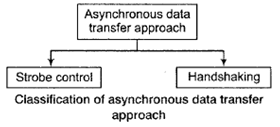 Asynchronous data
transfer approach
Strobe control
Handshaking
Classification of asynchronous data transfer
approach